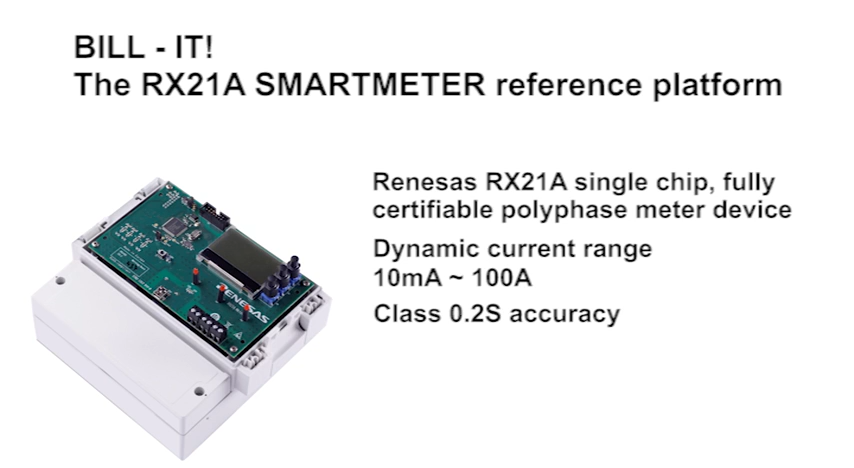 BILL - IT!
The RX21A SMARTMETER reference platform
Renesas RX21A single chip, fully
certifiable polyphase meter device
Dynamic current range
10mA ~ 100A
Class 0.2S accuracy
RENESAS